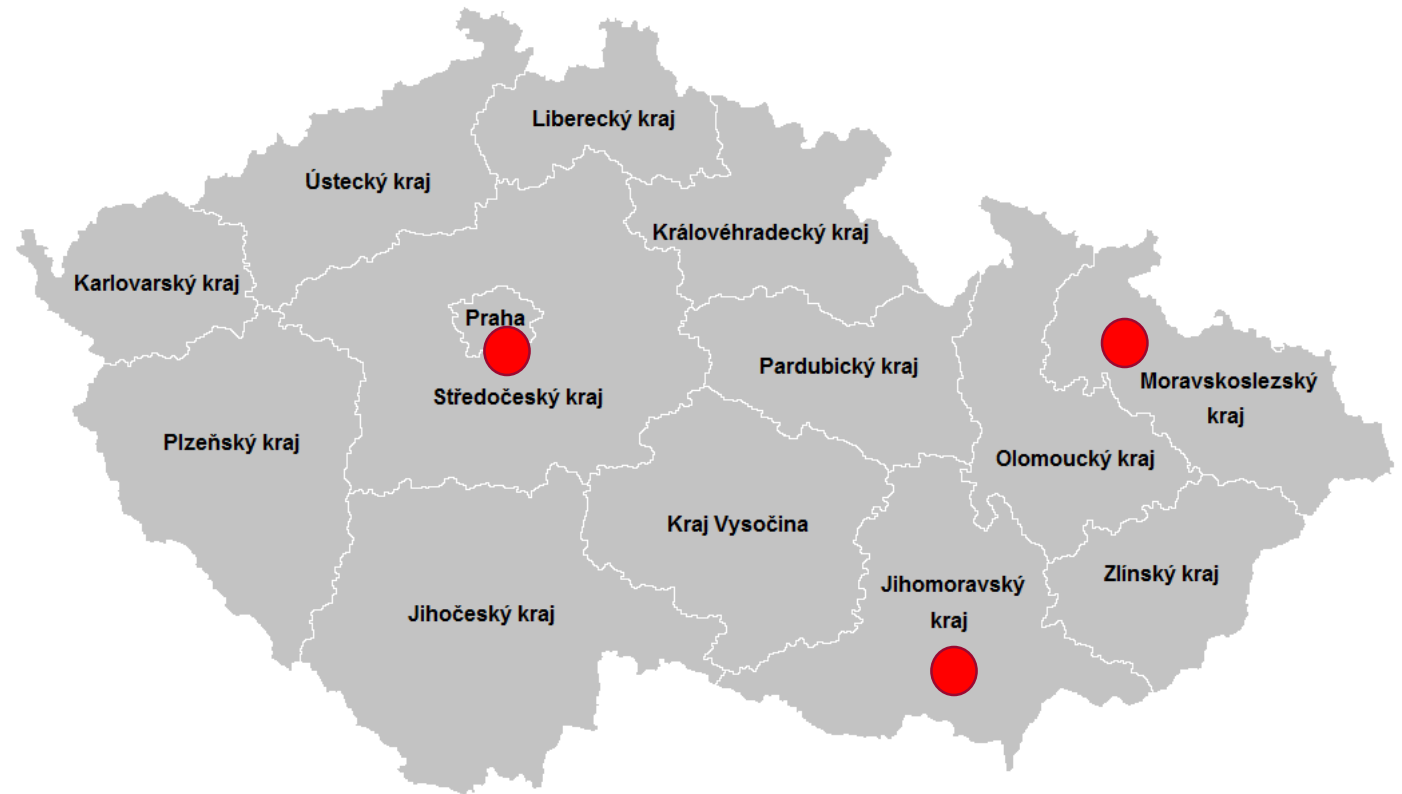 Liberecký kraj
Ústecký kraj
Královéhradecký kraj
Karlovarský kraj
Praha
Pardubický kraj
Moravskoslezský
kraj
Středočeský kraj
Plzeňský kraj
Olomoucký kraj
Kraj Vysočina
Zlínský kraj
Jihomoravský
kraj
Jihočeský kraj